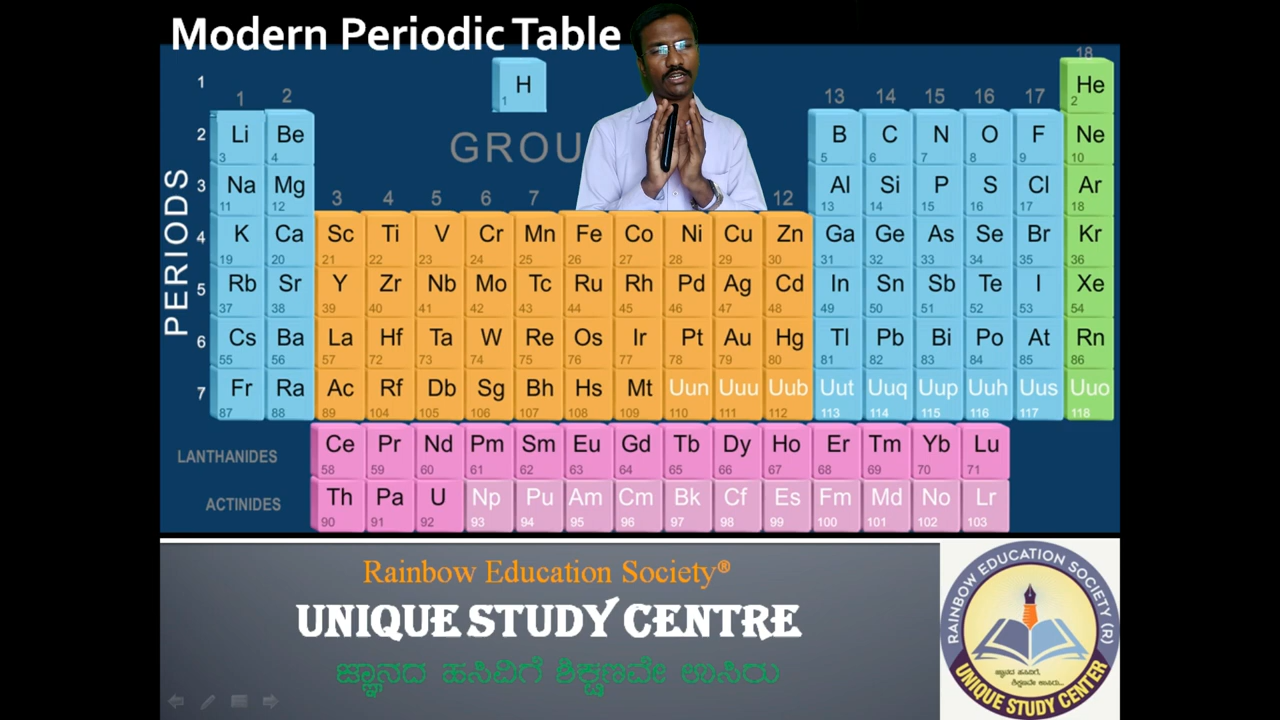 Modern Periodic Table
18
1 H 1 He 2
1 2 13 14 15 16 17
2 Li 3 Be 4 B 5 C 6 N 7 O 8 F 9 Ne 10
GROU
3 Na 11 Mg 12 Al 13 Si 14 P 15 S 16 Cl 17 Ar 18
3 4 5 6 7 12
4 K 19 Ca 20 Sc 21 Ti 22 V 23 Cr 24 Mn 25 Fe 26 Co 27 Ni 28 Cu 29 Zn 30 Ga 31 Ge 32 As 33 Se 34 Br 35 Kr 36
5 Rb 37 Sr 38 Y 39 Zr 40 Nb 41 Mo 42 Tc 43 Ru 44 Rh 45 Pd 46 Ag 47 Cd 48 In 49 Sn 50 Sb 51 Te 52 I 53 Xe 54
6 Cs 55 Ba 56 La 57 Hf 72 Ta 73 W 74 Re 75 Os 76 Ir 77 Pt 78 Au 79 Hg 80 Tl 81 Pb 82 Bi 83 Po 84 At 85 Rn 86
7 Fr 87 Ra 88 Ac 89 Rf 104 Db 105 Sg 106 Bh 107 Hs 108 Mt 109 Uun 110 Uuu 111 Uub 112 Uut 113 Uuq 114 Uup 115 Uuh 116 Uus 117 Uuo 118
PERIODS
LANTHANIDES Ce 58 Pr 59 Nd 60 Pm 61 Sm 62 Eu 63 Gd 64 Tb 65 Dy 66 Ho 67 Er 68 Tm 69 Yb 70 Lu 71
ACTINIDES Th 90 Pa 91 U 92 Np 93 Pu 94 Am 95 Cm 96 Bk 97 Cf 98 Es 99 Fm 100 Md 101 No 102 Lr 103
Rainbow Education Society®
UNIQUE STUDY CENTRE
ಜ್ಞಾನದ ಹಸಿವಿಗೆ ಶಿಕ್ಷಣವೇ ಉಸಿರು
RAINBOW EDUCATION SOCIETY (R)
ಜ್ಞಾನದ ಹಸಿವಿಗೆ,
ಶಿಕ್ಷಣವೇ ಉಸಿರು...
UNIQUE STUDY CENTER